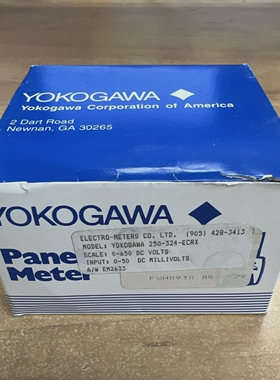 YOKOGAWA
Yokogawa Corporation of America
2 Dart Road
Newnan, GA 30265
YOKOGAWA
Panel
Meter
ELECTRO-METERS CO. LTD. (905) 428-3413
MODEL: YOKOGAWA 250-324-ECRX
SCALE: 0-650 DC VOLTS
INPUT: 0-50 DC MILLIVOLTS
A/W EM2633